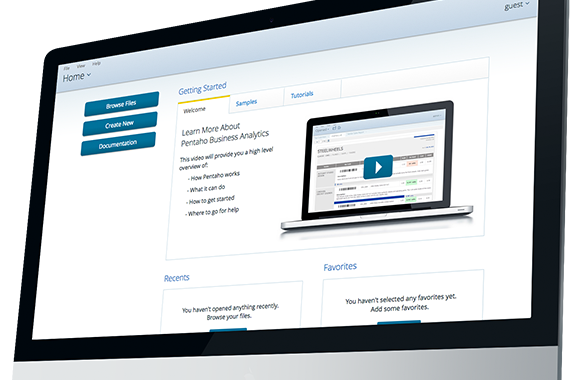 guest
File View Help
Home
Getting Started
Browse Files
Create New
Documentation
Welcome
Samples
Tutorials
Learn More About
Pentaho Business Analytics
This video will provide you a high level
overview of:
- How Pentaho works
- What it can do
- How to get started
- Where to go for help
STEELWHEELS
Recents
Favorites
You haven't opened anything recently.
Browse your files.
You haven't selected any favorites yet.
Add some favorites.